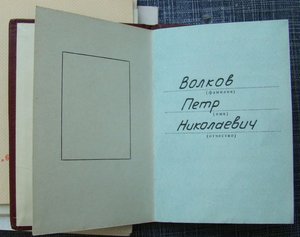 Волков
(фамилия)
Петр
(имя)
Николаевич
(отчество)